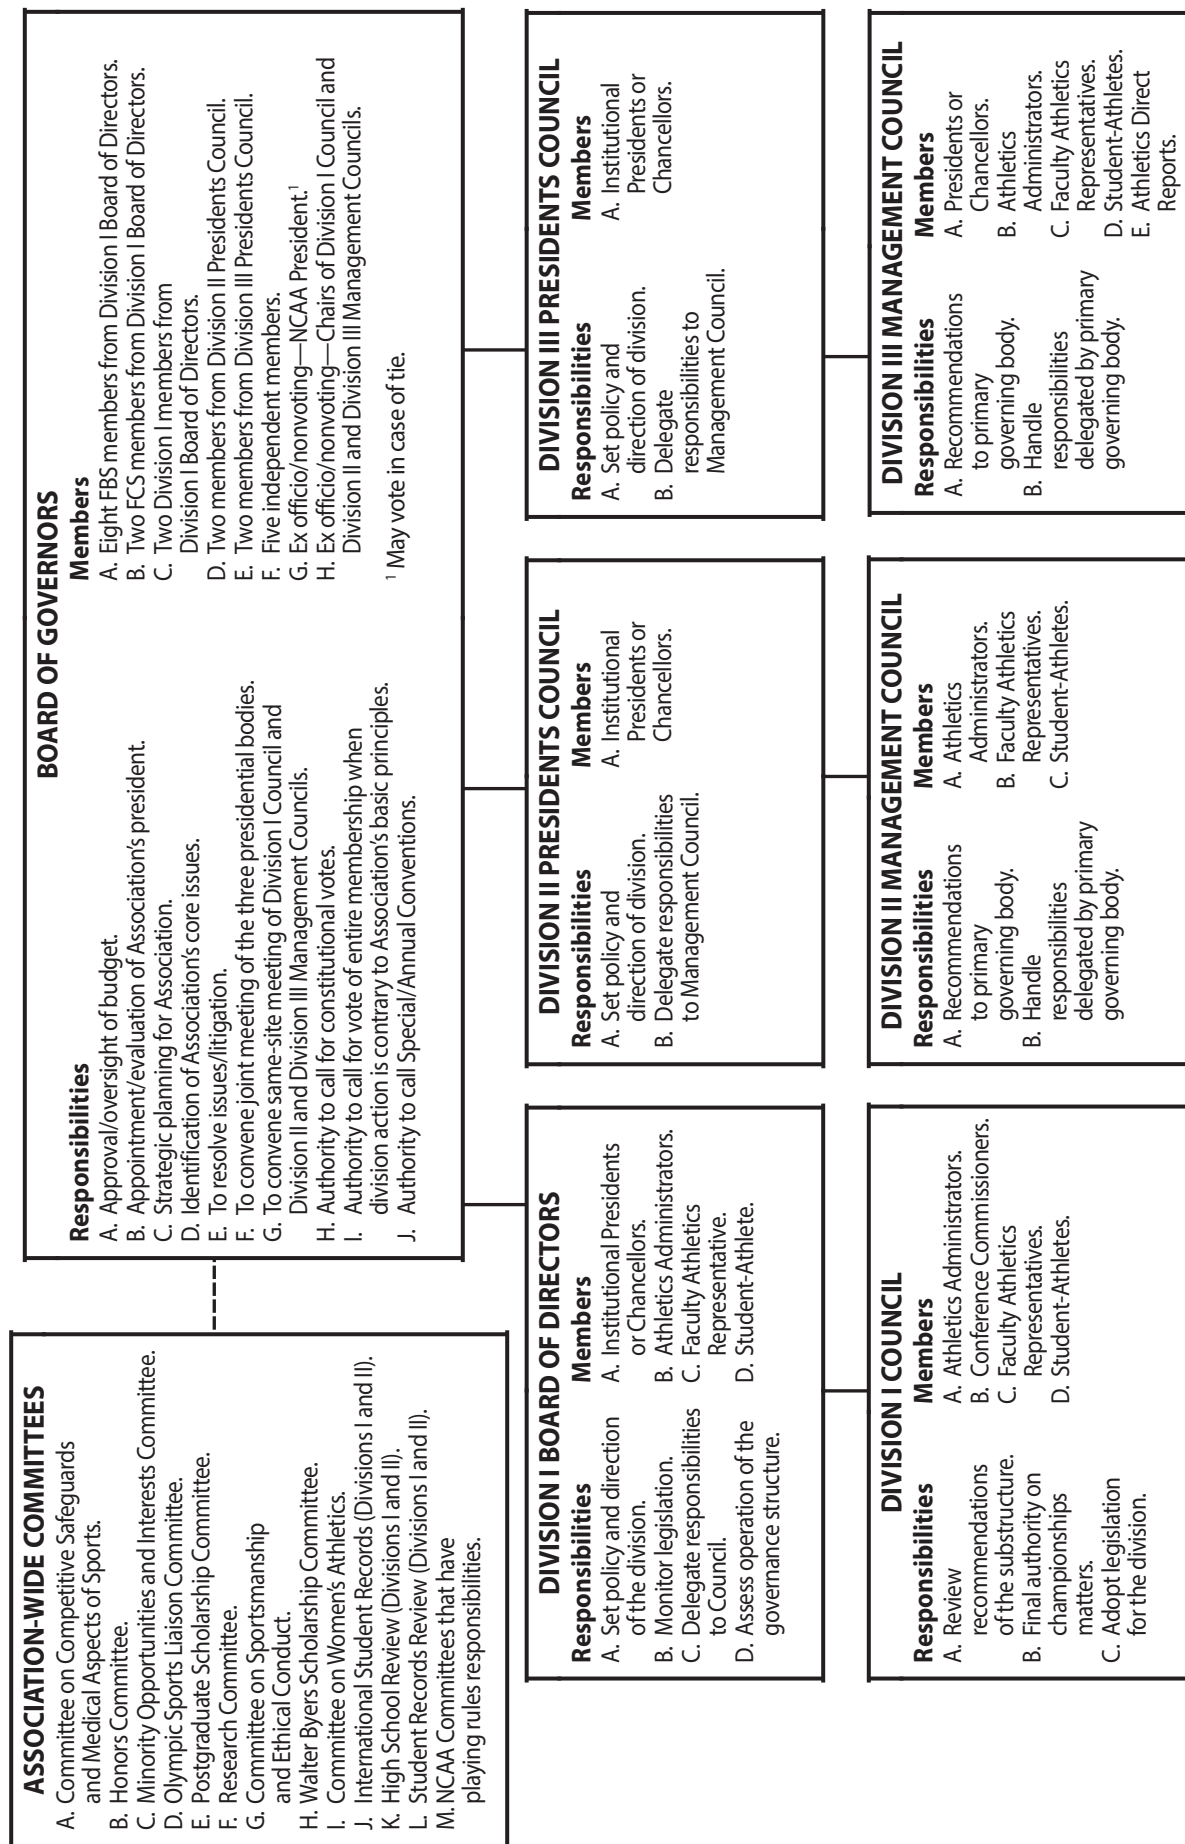 ASSOCIATION-WIDE COMMITTEES
A. Committee on Competitive Safeguards
and Medical Aspects of Sports.
B. Honors Committee.
C. Minority Opportunities and Interests Committee.
D. Olympic Sports Liaison Committee.
E. Postgraduate Scholarship Committee.
F. Research Committee.
G. Committee on Sportsmanship
and Ethical Conduct.
H. Walter Byers Scholarship Committee.
I. Committee on Women's Athletics.
J. International Student Records (Divisions I and II).
K. High School Review (Divisions I and II).
L. Student Records Review (Divisions I and II).
M. NCAA Committees that have
playing rules responsibilities.
BOARD OF GOVERNORS
Responsibilities
A. Approval/oversight of budget.
B. Appointment/evaluation of Association's president.
C. Strategic planning for Association.
D. Identification of Association's core issues.
E. To resolve issues/litigation.
F. To convene joint meeting of the three presidential bodies.
G. To convene same-site meeting of Division I Council and
Division II and Division III Management Councils.
H. Authority to call for constitutional votes.
I. Authority to call for vote of entire membership when
division action is contrary to Association's basic principles.
J. Authority to call Special/Annual Conventions.
Members
A. Eight FBS members from Division I Board of Directors.
B. Two FCS members from Division I Board of Directors.
C. Two Division I members from
Division I Board of Directors.
D. Two members from Division II Presidents Council.
E. Two members from Division III Presidents Council.
F. Five independent members.
G. Ex officio/nonvoting—NCAA President.¹
H. Ex officio/nonvoting—Chairs of Division I Council and
Division II and Division III Management Councils.
¹ May vote in case of tie.
DIVISION I BOARD OF DIRECTORS
Responsibilities
A. Set policy and direction
of the division.
B. Monitor legislation.
C. Delegate responsibilities
to Council.
D. Assess operation of the
governance structure.
Members
A. Institutional Presidents
or Chancellors.
B. Athletics Administrators.
C. Faculty Athletics
Representative.
D. Student-Athlete.
DIVISION II PRESIDENTS COUNCIL
Responsibilities
A. Set policy and
direction of division.
B. Delegate responsibilities
to Management Council.
Members
A. Institutional
Presidents or
Chancellors.
DIVISION III PRESIDENTS COUNCIL
Responsibilities
A. Set policy and
direction of division.
B. Delegate
responsibilities to
Management Council.
Members
A. Institutional
Presidents or
Chancellors.
DIVISION I COUNCIL
Responsibilities
A. Review
recommendations
of the substructure.
B. Final authority on
championships
matters.
C. Adopt legislation
for the division.
Members
A. Athletics Administrators.
B. Conference Commissioners.
C. Faculty Athletics
Representatives.
D. Student-Athletes.
DIVISION II MANAGEMENT COUNCIL
Responsibilities
A. Recommendations
to primary
governing body.
B. Handle
responsibilities
delegated by primary
governing body.
Members
A. Athletics
Administrators.
B. Faculty Athletics
Representatives.
C. Student-Athletes.
DIVISION III MANAGEMENT COUNCIL
Responsibilities
A. Recommendations
to primary
governing body.
B. Handle
responsibilities
delegated by primary
governing body.
Members
A. Presidents or
Chancellors.
B. Athletics
Administrators.
C. Faculty Athletics
Representatives.
D. Student-Athletes.
E. Athletics Direct
Reports.